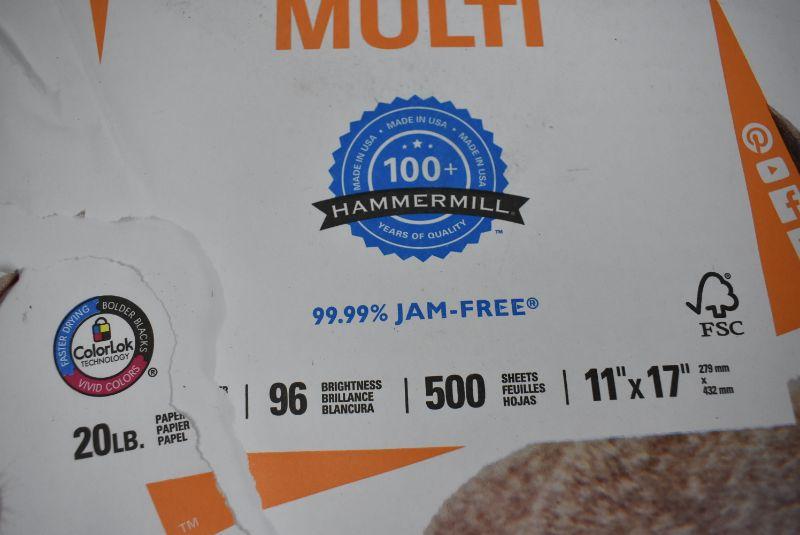 MULTI
MADE IN USA • MADE IN USA • MADE IN USA
100+
HAMMERMILL®
YEARS OF QUALITY
™
99.99% JAM-FREE®
FASTER DRYING
BOLDER BLACKS
ColorLok
TECHNOLOGY
VIVID COLORS
®
FSC
®
20LB.
PAPER
PAPIER
PAPEL
96
BRIGHTNESS
BRILLANCE
BLANCURA
500
SHEETS
FEUILLES
HOJAS
11" x 17"
279 mm
x
432 mm
TM